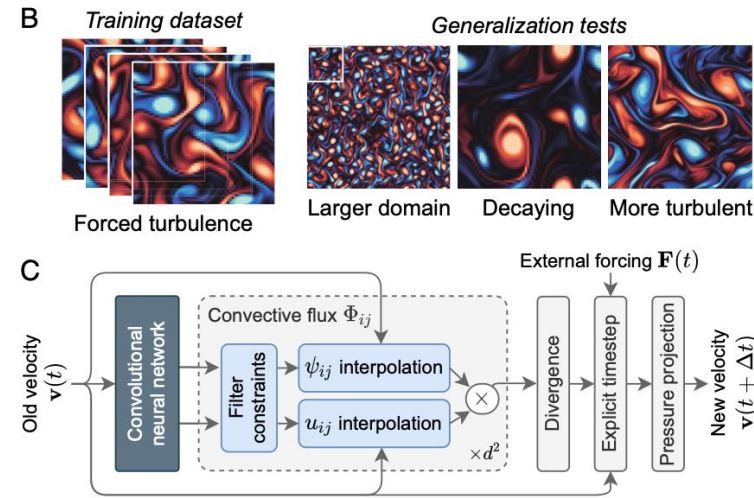 B
Training dataset
Generalization tests
Forced turbulence
Larger domain
Decaying
More turbulent
C
External forcing F(t)
Old velocity
v(t)
Convolutional
neural network
Convective flux Φij
Filter
constraints
ψij interpolation
uij interpolation
×
×d²
Divergence
Explicit timestep
Pressure projection
New velocity
v(t + Δt)